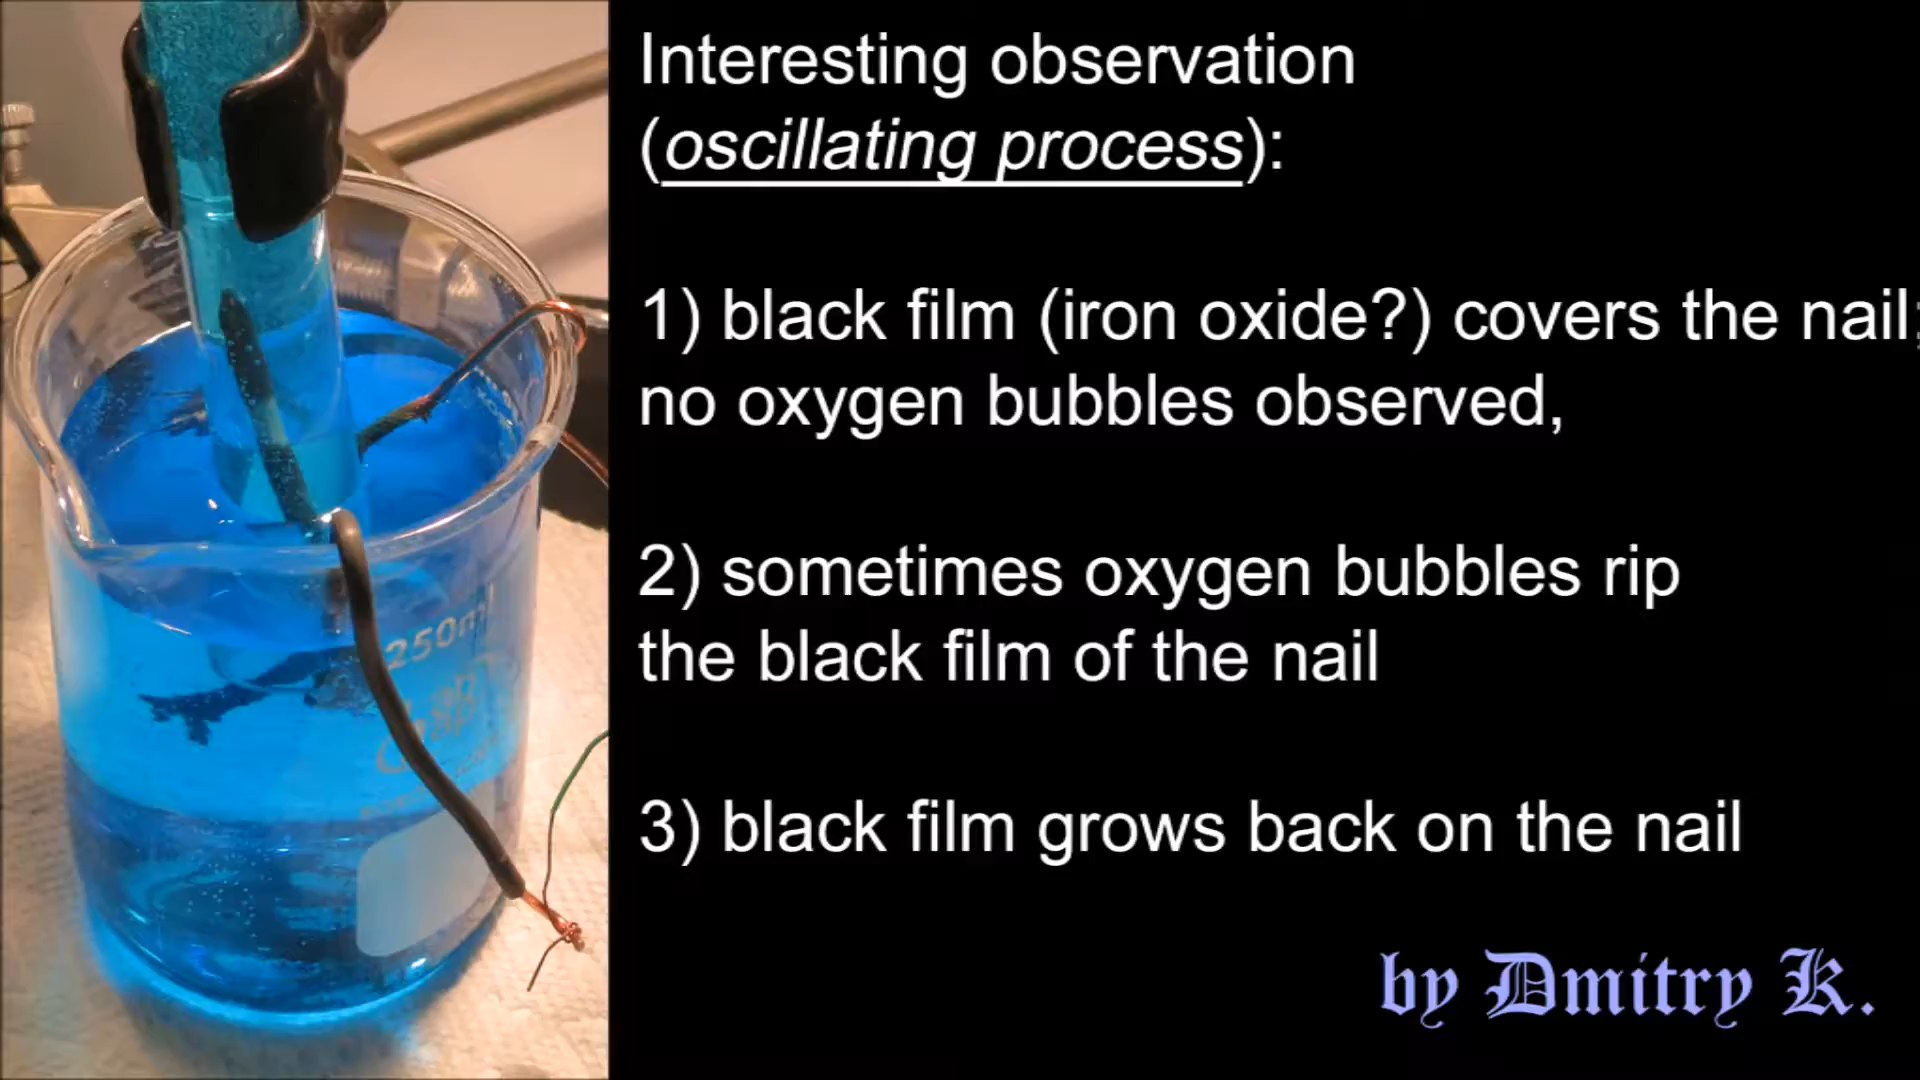 Interesting observation
(oscillating process):
1) black film (iron oxide?) covers the nail;
no oxygen bubbles observed,
2) sometimes oxygen bubbles rip
the black film of the nail
3) black film grows back on the nail
by Dmitry K.
250ml